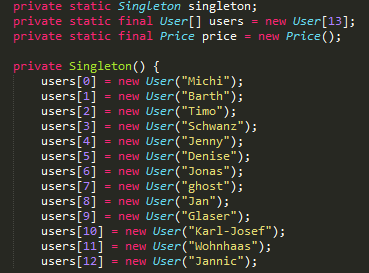 private static Singleton singleton;
private static final User[] users = new User[13];
private static final Price price = new Price();
private Singleton() {
users[0] = new User("Michi");
users[1] = new User("Barth");
users[2] = new User("Timo");
users[3] = new User("Schwanz");
users[4] = new User("Jenny");
users[5] = new User("Denise");
users[6] = new User("Jonas");
users[7] = new User("ghost");
users[8] = new User("Jan");
users[9] = new User("Glaser");
users[10] = new User("Karl-Josef");
users[11] = new User("Wohnhaas");
users[12] = new User("Jannic");